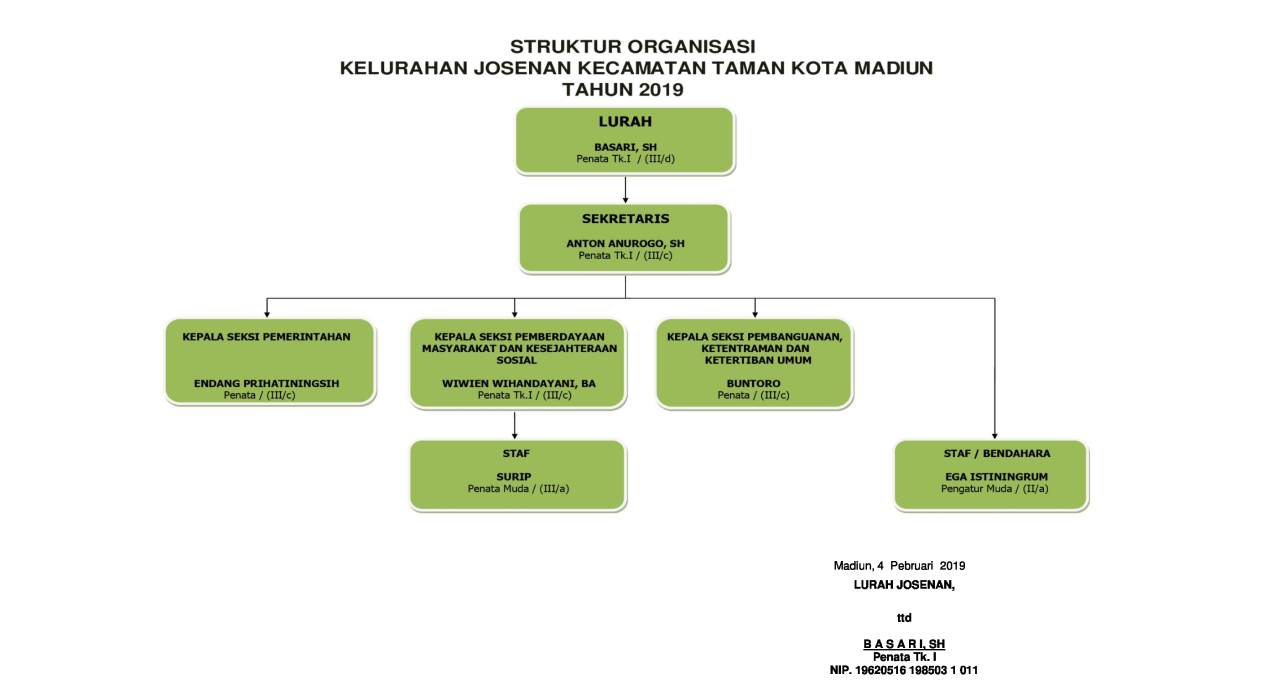 STRUKTUR ORGANISASI
KELURAHAN JOSENAN KECAMATAN TAMAN KOTA MADIUN
TAHUN 2019
LURAH
BASARI, SH
Penata Tk.I / (III/d)
SEKRETARIS
ANTON ANUROGO, SH
Penata Tk.I / (III/c)
KEPALA SEKSI PEMERINTAHAN
ENDANG PRIHATININGSIH
Penata / (III/c)
KEPALA SEKSI PEMBERDAYAAN
MASYARAKAT DAN KESEJAHTERAAN
SOSIAL
WIWIEN WIHANDAYANI, BA
Penata Tk.I / (III/c)
KEPALA SEKSI PEMBANGUANAN,
KETENTRAMAN DAN
KETERTIBAN UMUM
BUNTORO
Penata / (III/c)
STAF
SURIP
Penata Muda / (III/a)
STAF / BENDAHARA
EGA ISTININGRUM
Pengatur Muda / (II/a)
Madiun, 4 Pebruari 2019
LURAH JOSENAN,
ttd
B A S A R I, SH
Penata Tk. I
NIP. 19620516 198503 1 011